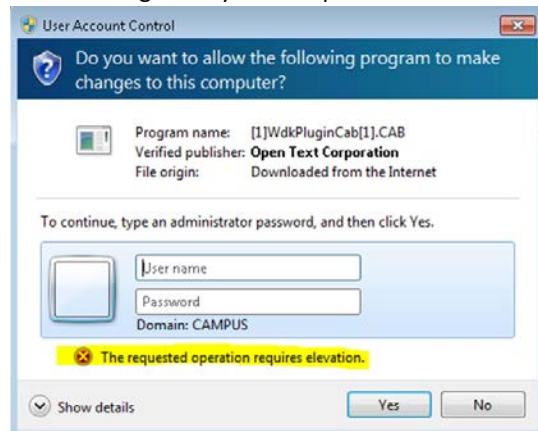 User Account Control
Do you want to allow the following program to make
changes to this computer?
Program name: [1]WdkPluginCab[1].CAB
Verified publisher: Open Text Corporation
File origin: Downloaded from the Internet
To continue, type an administrator password, and then click Yes.
User name
Password
Domain: CAMPUS
The requested operation requires elevation.
Show details
Yes
No